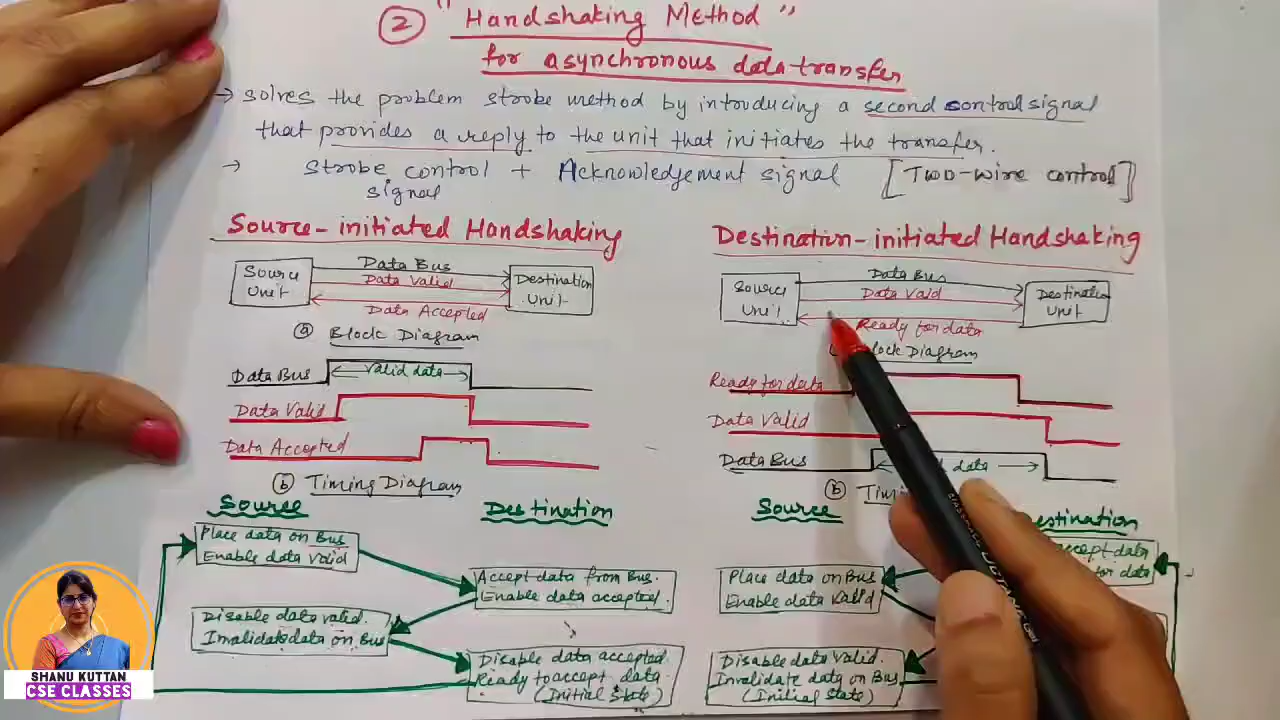 ② "Handshaking Method"
for asynchronous data transfer
→ Solves the problem strobe method by introducing a second control signal
that provides a reply to the unit that initiates the transfer.
→ Strobe control + Acknowledgement signal [Two-wire control]
signal
Source-initiated Handshaking
Source Unit
Data Bus
Data Valid
Data Accepted
Destination Unit
ⓐ Block Diagram
Data Bus
Valid data
Data Valid
Data Accepted
ⓑ Timing Diagram
Source
Destination
Place data on Bus
Enable data valid
Accept data from Bus.
Enable data accepted.
Disable data valid.
Invalidate data on Bus
Disable data accepted.
Ready to accept data.
(Initial State)
Destination-initiated Handshaking
Source Unit
Data Bus
Data Vaid
Ready for data
Destination Unit
Block Diagram
Ready for data
Data Valid
Data Bus
data
ⓑ
Source
Destination
accept data
for data
Place data on Bus
Enable data valid
Disable data valid.
Invalidate data on Bus
(Initial State)
SHANU KUTTAN
CSE CLASSES